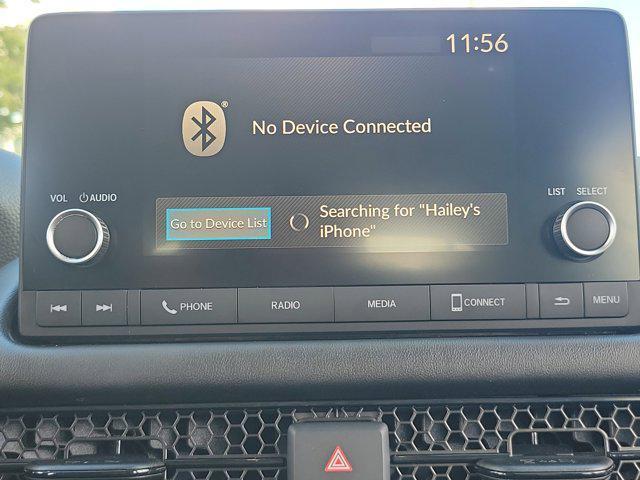 11:56
®
No Device Connected
VOL AUDIO
LIST SELECT
Go to Device List
Searching for "Hailey's
iPhone"
PHONE
RADIO
MEDIA
CONNECT
MENU